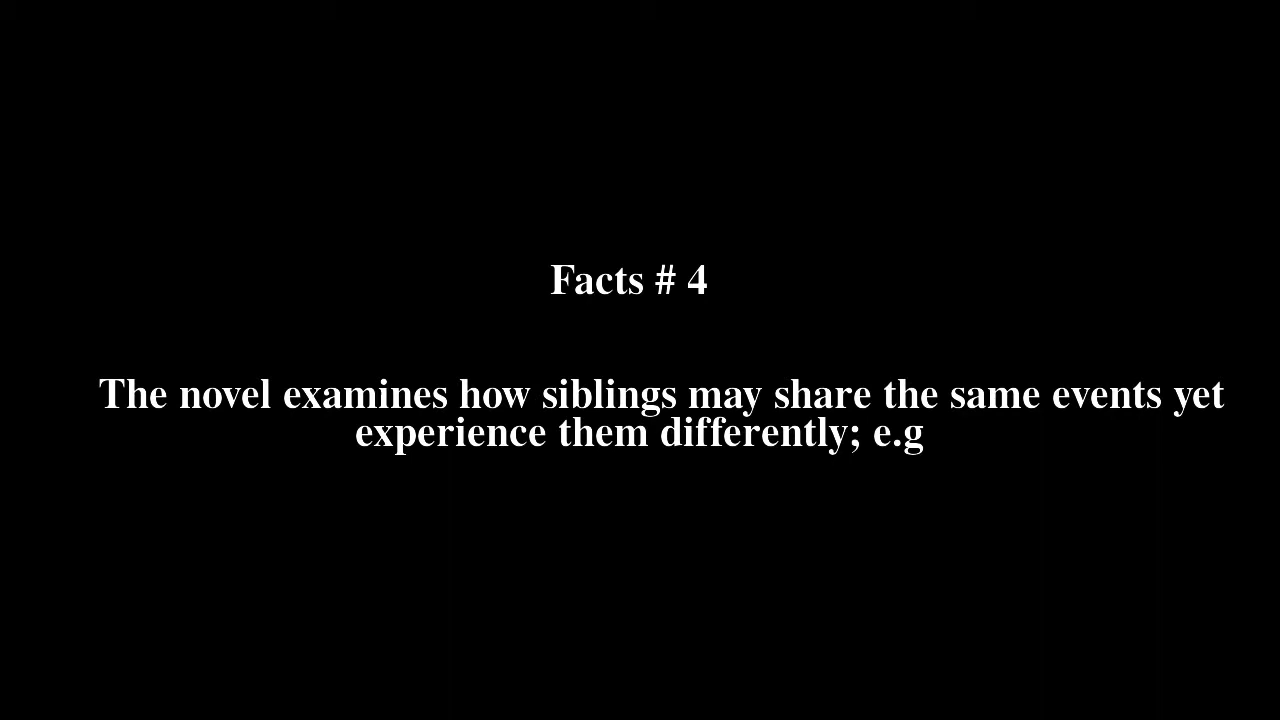 Facts # 4
The novel examines how siblings may share the same events yet
experience them differently; e.g